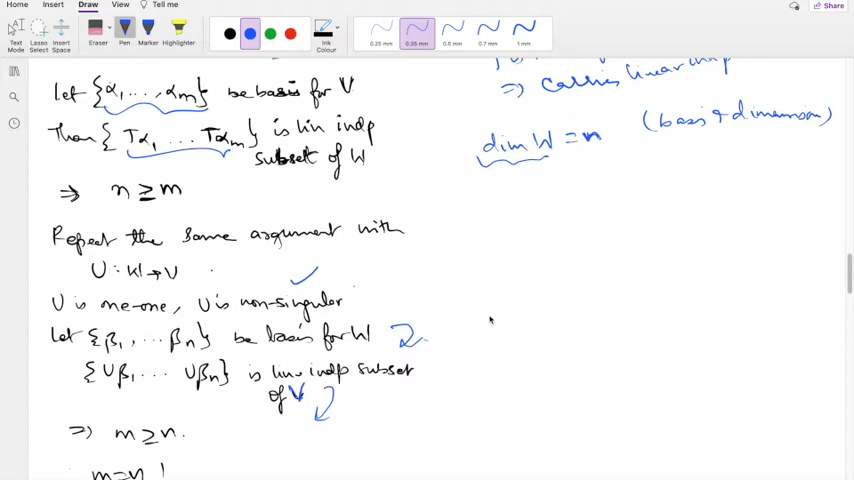 Home Insert Draw View Tell me
Share
Text Mode
Lasso Select
Insert Space
Eraser
Pen
Marker
Highlighter
Ink Colour
0.25 mm
0.35 mm
0.5 mm
0.7 mm
1 mm
let {α₁, ..., αm} be basis for V
Then { Tα₁ ... Tαm} is lin indp
subset of W
⇒ n ≥ m
Repeat the same argument with
U : W → V
U is one-one, U is non-singular
Let {β₁, ... βn} be basis for W
{Uβ₁, ... Uβn} is lin indp subset
of V
⇒ m ≥ n.
m=n !
⇒ carries linear indp
dim W = n (basis + dimension)